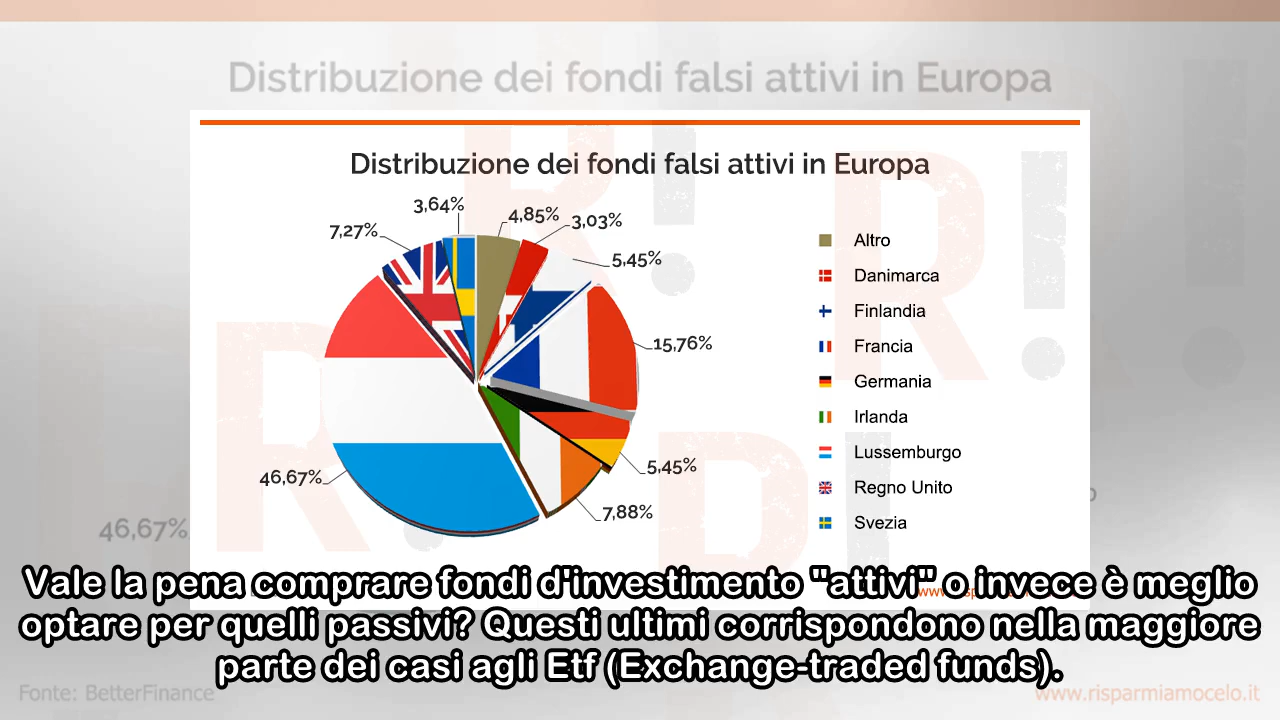 Distribuzione dei fondi falsi attivi in Europa
Distribuzione dei fondi falsi attivi in Europa
3,64%
4,85%
3,03%
7,27%
5,45%
15,76%
46,67%
5,45%
7,88%
Altro
Danimarca
Finlandia
Francia
Germania
Irlanda
Lussemburgo
Regno Unito
Svezia
46,67%
Vale la pena comprare fondi d'investimento "attivi" o invece è meglio
optare per quelli passivi? Questi ultimi corrispondono nella maggiore
parte dei casi agli Etf (Exchange-traded funds).
Fonte: BetterFinance
www.risparmiamocelo.it